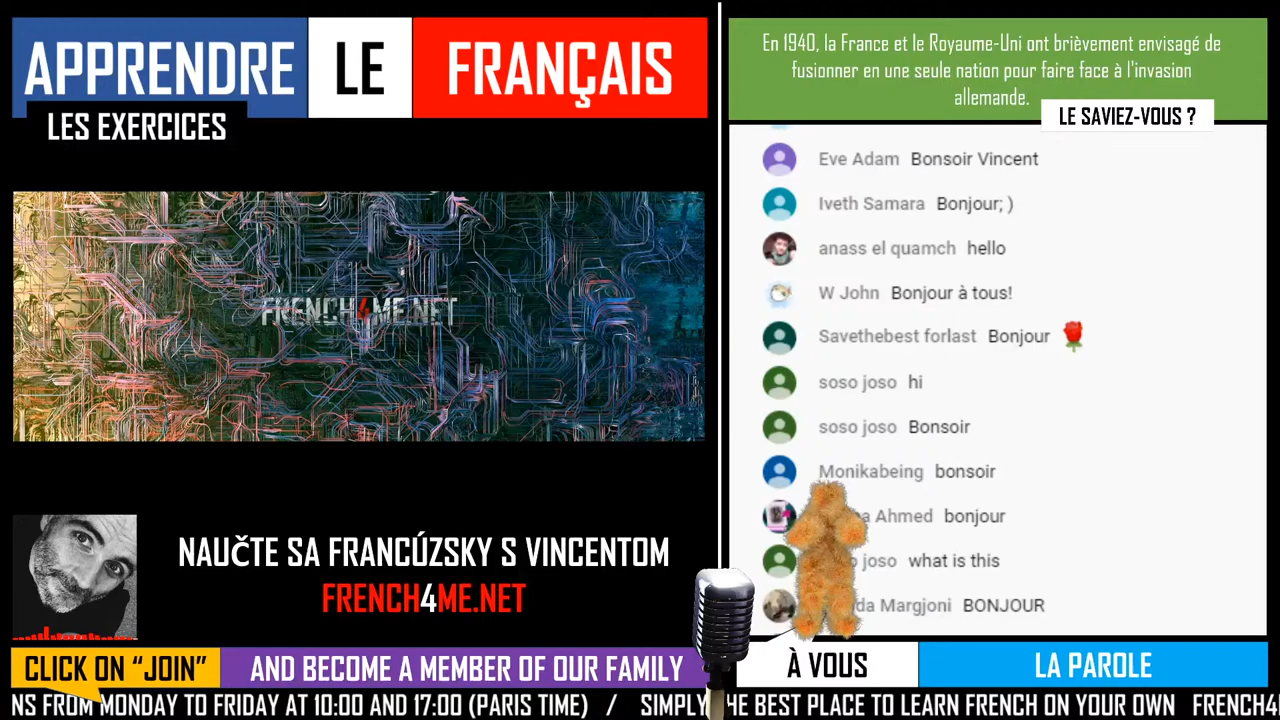 APPRENDRE LE FRANÇAIS
LES EXERCICES
FRENCH4ME.NET
NAUČTE SA FRANCÚZSKY S VINCENTOM
FRENCH4ME.NET
CLICK ON “JOIN” AND BECOME A MEMBER OF OUR FAMILY
En 1940, la France et le Royaume-Uni ont brièvement envisagé de
fusionner en une seule nation pour faire face à l'invasion
allemande.
LE SAVIEZ-VOUS ?
Eve Adam Bonsoir Vincent
Iveth Samara Bonjour; )
anass el quamch hello
W John Bonjour à tous!
Savethebest forlast Bonjour
soso joso hi
soso joso Bonsoir
Monikabeing bonsoir
Ahmed bonjour
joso what is this
Margjoni BONJOUR
À VOUS LA PAROLE
NS FROM MONDAY TO FRIDAY AT 10:00 AND 17:00 (PARIS TIME) / SIMPLY THE BEST PLACE TO LEARN FRENCH ON YOUR OWN FRENCH4